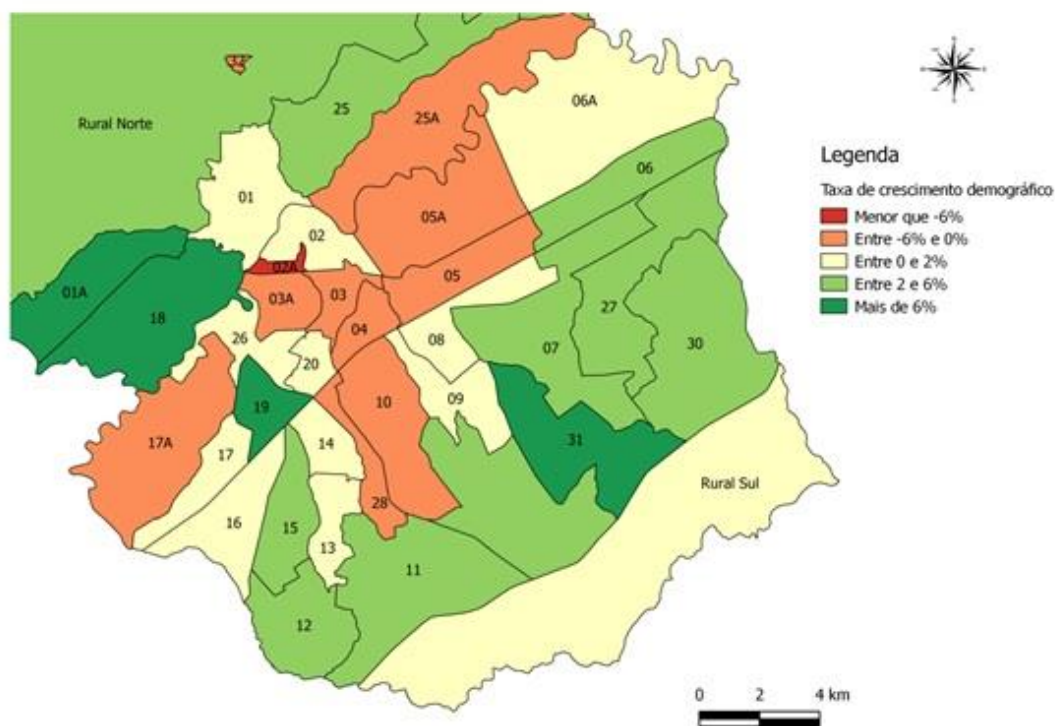 32
06A
25
25A
Rural Norte
06
01
Legenda
Taxa de crescimento demográfico
Menor que -6%
Entre -6% e 0%
Entre 0 e 2%
Entre 2 e 6%
Mais de 6%
05A
02
02A
05
01A
03A
03
18
04
27
26
08
07
30
20
10
09
19
31
17A
14
17
Rural Sul
28
16
15
13
11
12
0 2 4 km